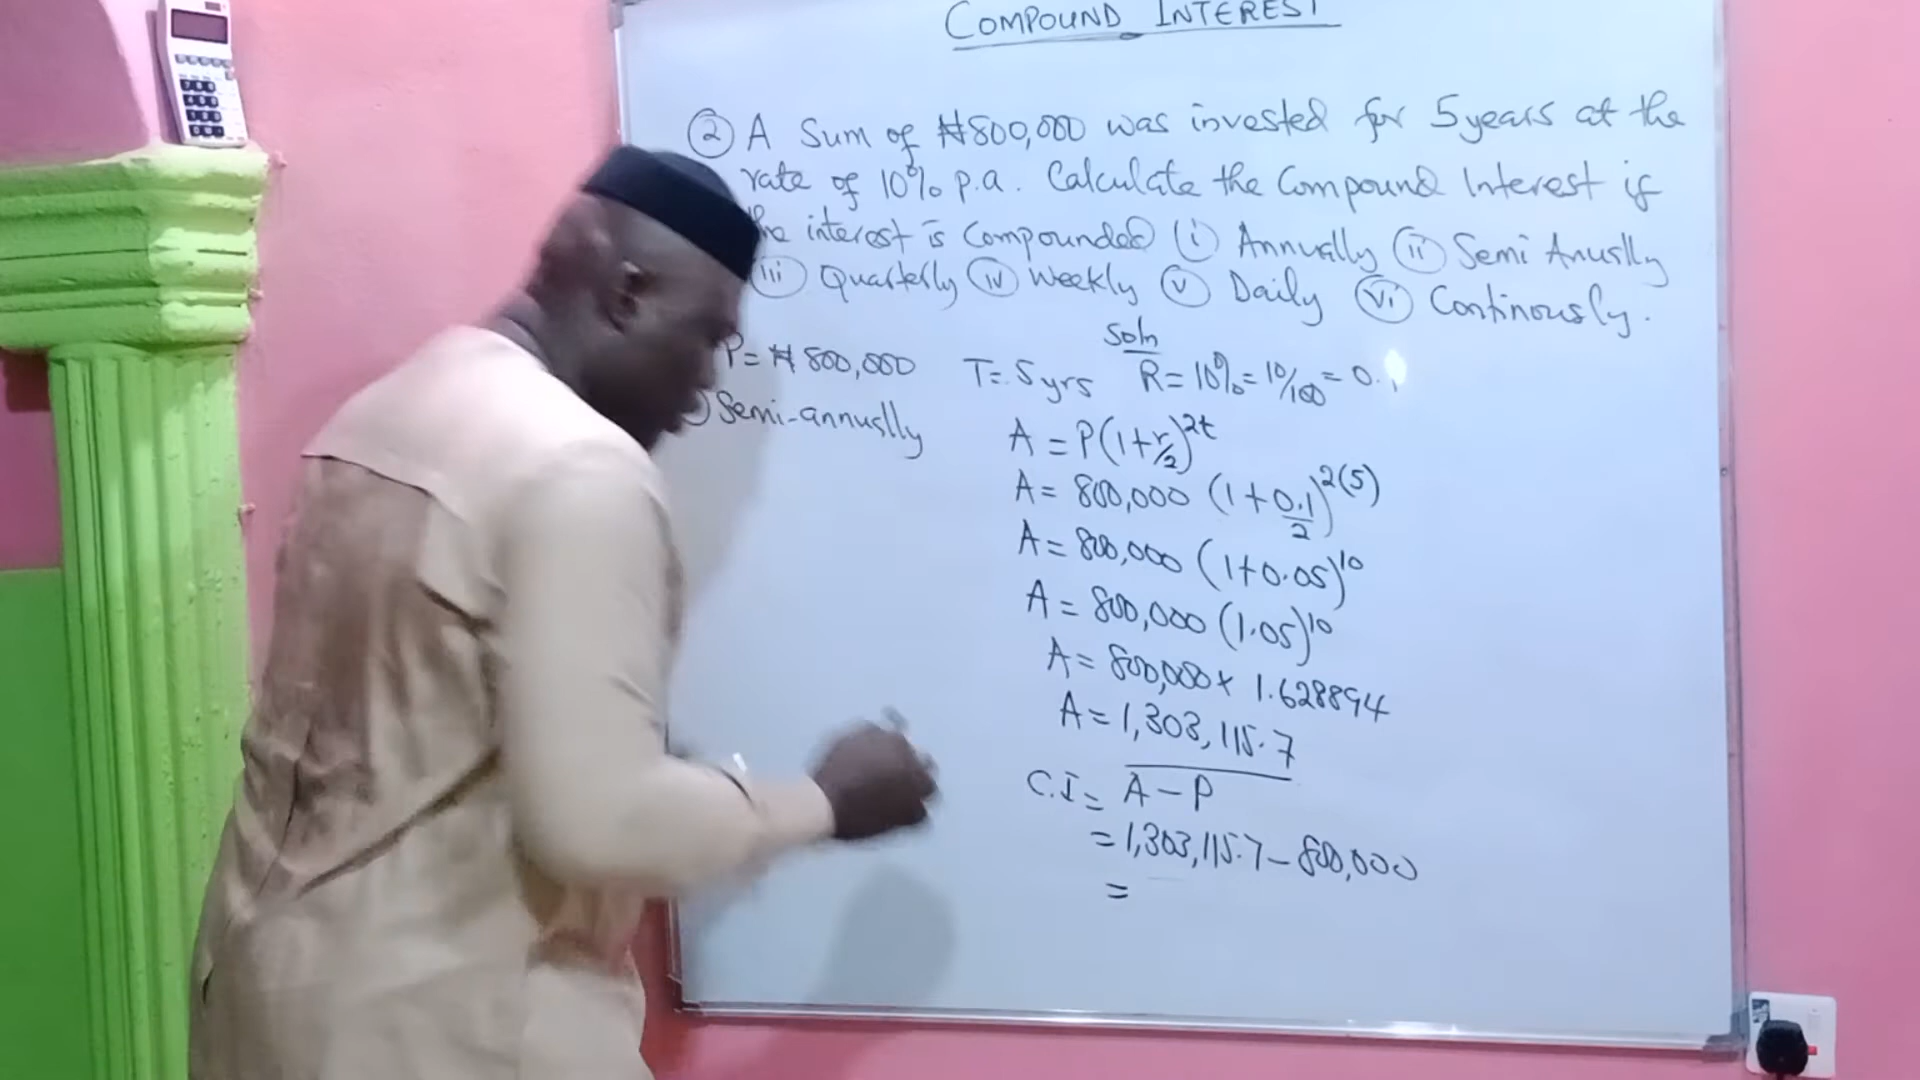 COMPOUND INTEREST
② A Sum of ₦800,000 was invested for 5 years at the
rate of 10% p.a. Calculate the Compound Interest if
the interest is Compounded (i) Annually (ii) Semi Anuslly
(iii) Quarterly (iv) Weekly (v) Daily (vi) Continously.
Soln
P = ₦800,000 T = 5 yrs R = 10% = 10/100 = 0.1
Semi-annuslly A = P(1 + r/2)^2t
A = 800,000 (1 + 0.1/2)^2(5)
A = 800,000 (1 + 0.05)^10
A = 800,000 (1.05)^10
A = 800,000 × 1.628894
A = 1,303,115.7
C.I = A - P
= 1,303,115.7 - 800,000
=